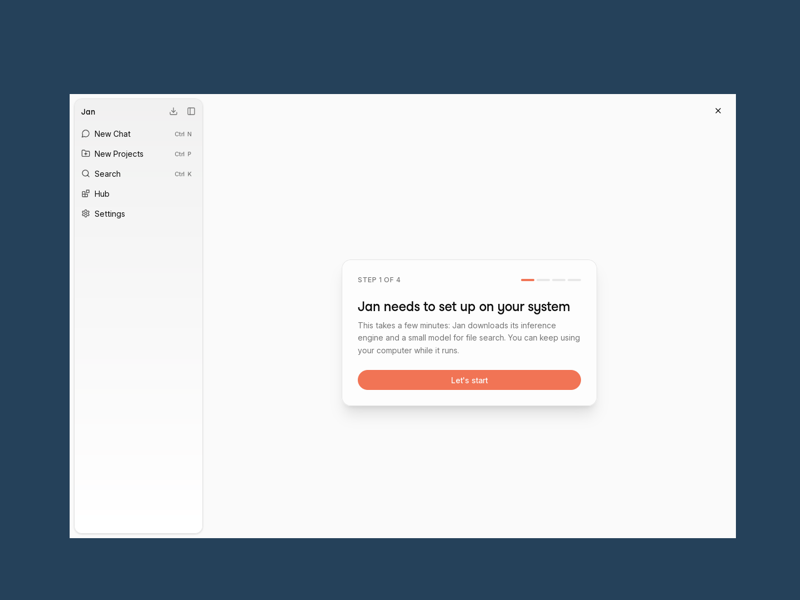 Jan
New Chat Ctrl N
New Projects Ctrl P
Search Ctrl K
Hub
Settings
STEP 1 OF 4
Jan needs to set up on your system
This takes a few minutes: Jan downloads its inference
engine and a small model for file search. You can keep using
your computer while it runs.
Let's start